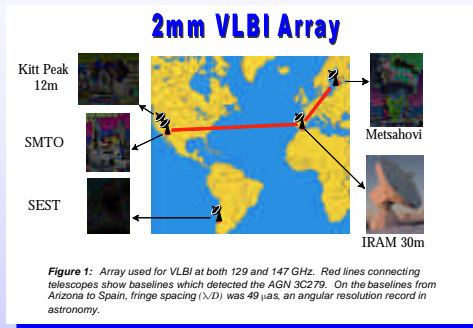 2mm VLBI Array
Kitt Peak
12m
SMTO
SEST
Metsahovi
IRAM 30m
Figure 1: Array used for VLBI at both 129 and 147 GHz. Red lines connecting
telescopes show baselines which detected the AGN 3C279. On the baselines from
Arizona to Spain, fringe spacing (λ/D) was 49 µas, an angular resolution record in
astronomy.